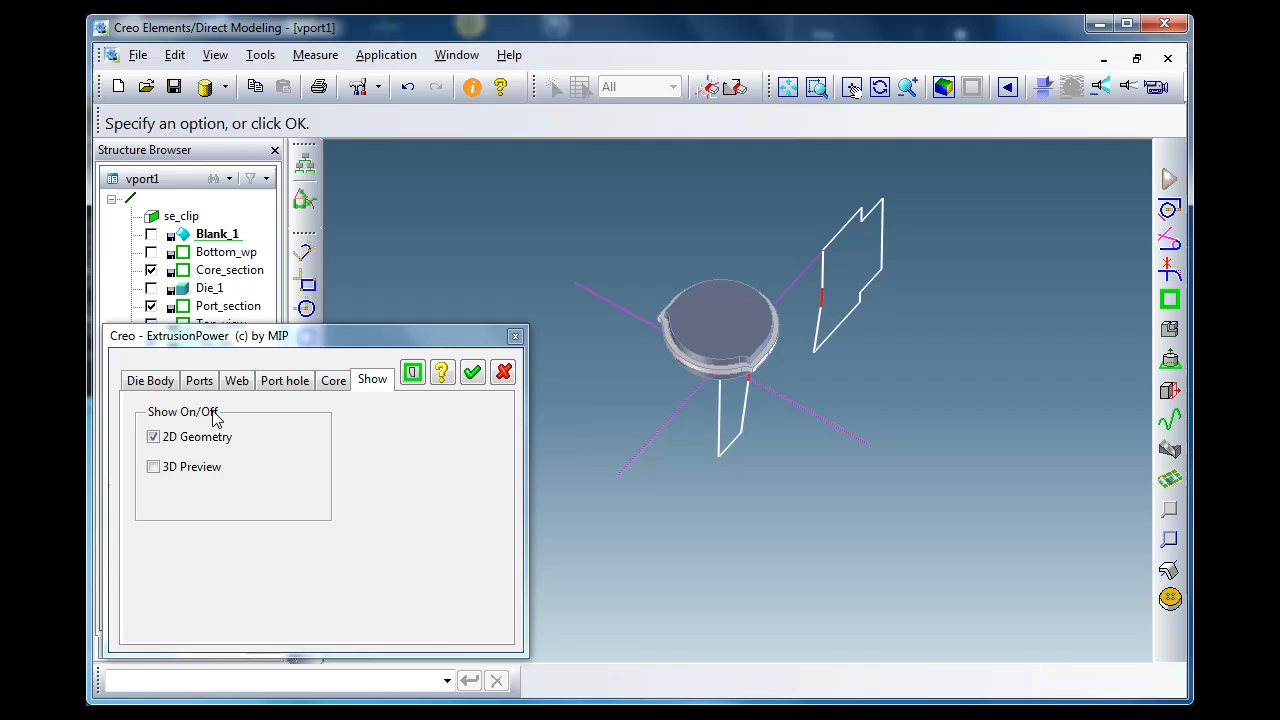 Creo Elements/Direct Modeling - [vport1]
File Edit View Tools Measure Application Window Help
All
Specify an option, or click OK.
Structure Browser
vport1
se_clip
Blank_1
Bottom_wp
Core_section
Die_1
Port_section
Creo - ExtrusionPower (c) by MIP
Die Body Ports Web Port hole Core Show
Show On/Off
2D Geometry
3D Preview